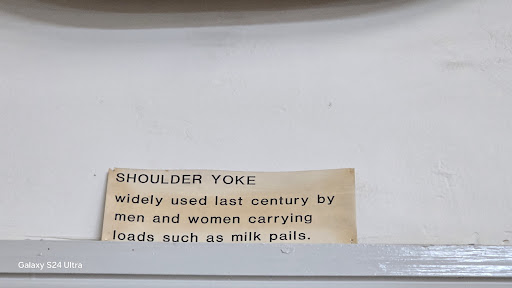 SHOULDER YOKE
widely used last century by
men and women carrying
loads such as milk pails.
Galaxy S24 Ultra